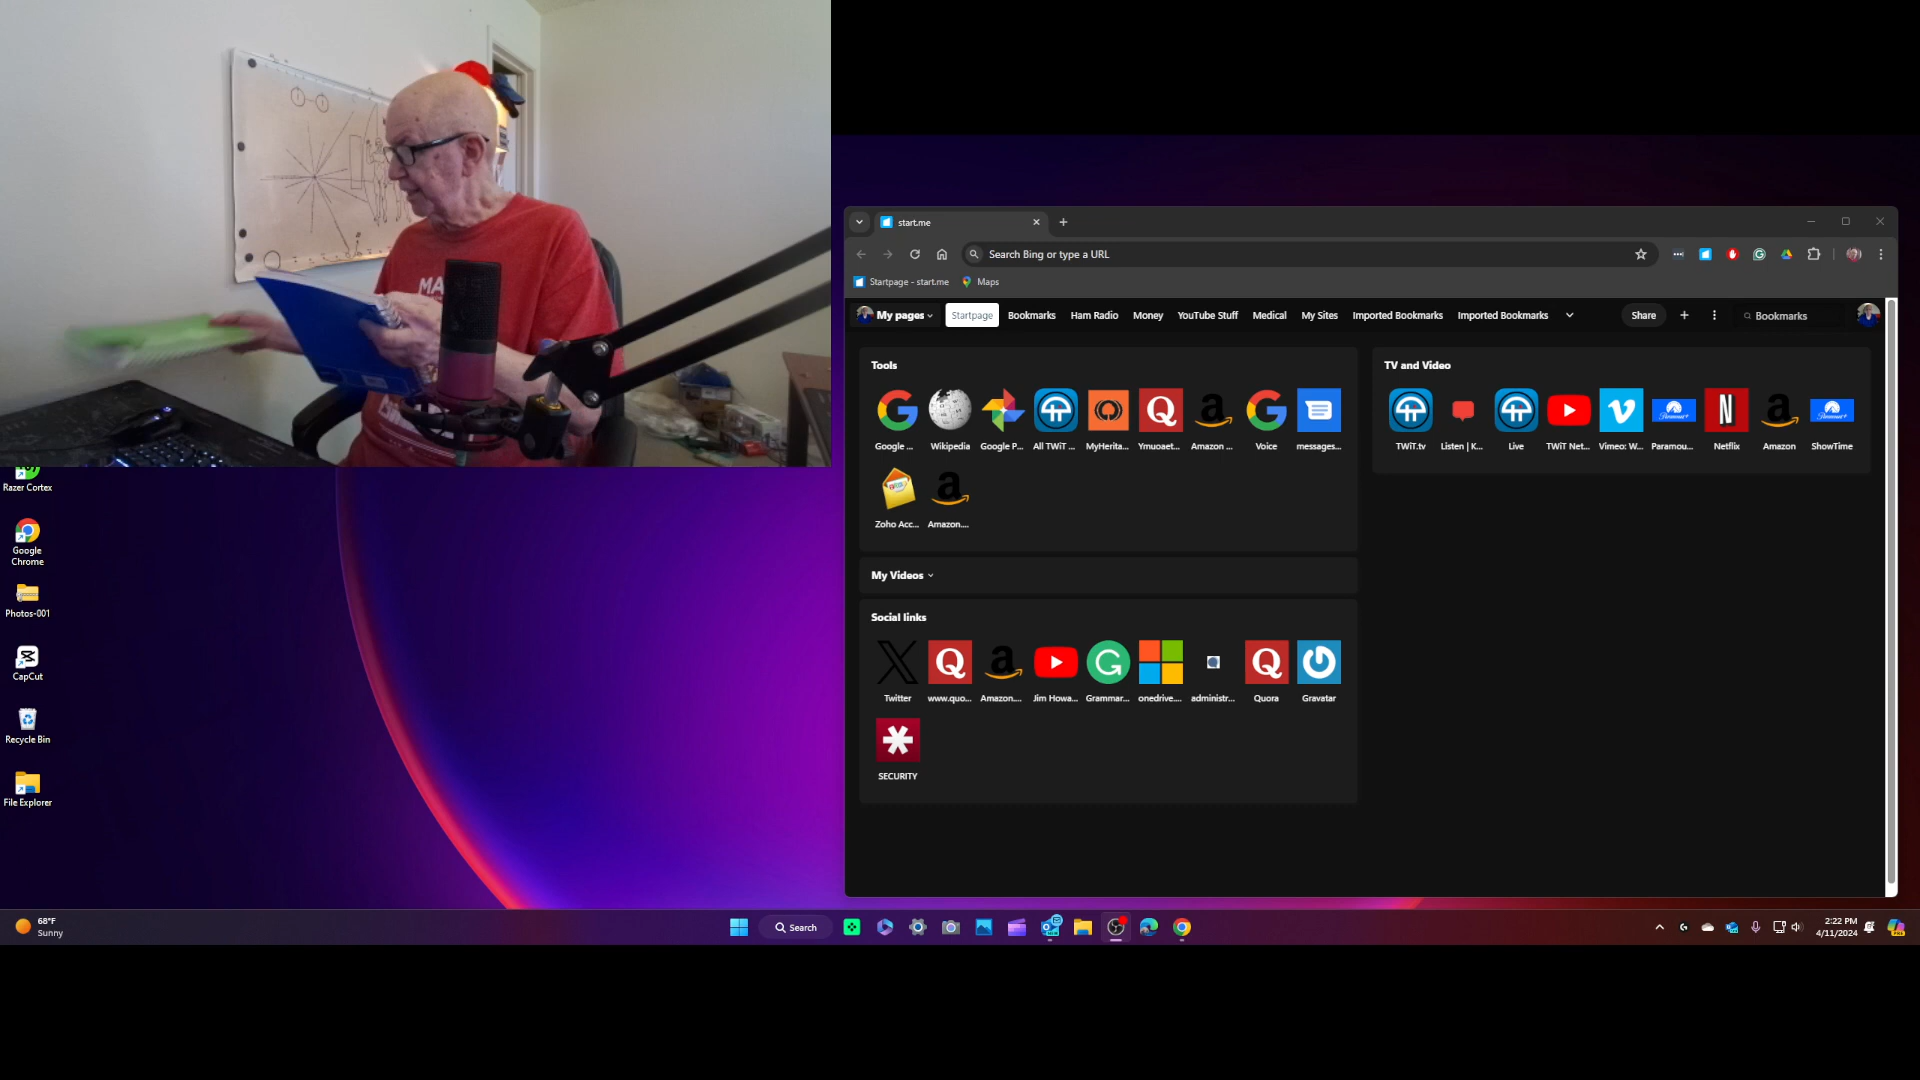 MA
start.me
Search Bing or type a URL
Startpage - start.me
Maps
My pages
Startpage
Bookmarks
Ham Radio
Money
YouTube Stuff
Medical
My Sites
Imported Bookmarks
Imported Bookmarks
Share
Bookmarks
Tools
Google ...
Wikipedia
Google P...
All TWiT ...
MyHerita...
Ymuoaet...
Amazon ...
Voice
messages...
Zoho Acc...
Amazon....
TV and Video
TWiT.tv
Listen | K...
Live
TWiT Net...
Vimeo: W...
Paramou...
Netflix
Amazon
ShowTime
My Videos
Social links
Twitter
www.quo...
Amazon....
Jim Howa...
Grammar...
onedrive....
administr...
Quora
Gravatar
SECURITY
Razer Cortex
Google
Chrome
Photos-001
CapCut
Recycle Bin
File Explorer
68°F
Sunny
Search
2:22 PM
4/11/2024